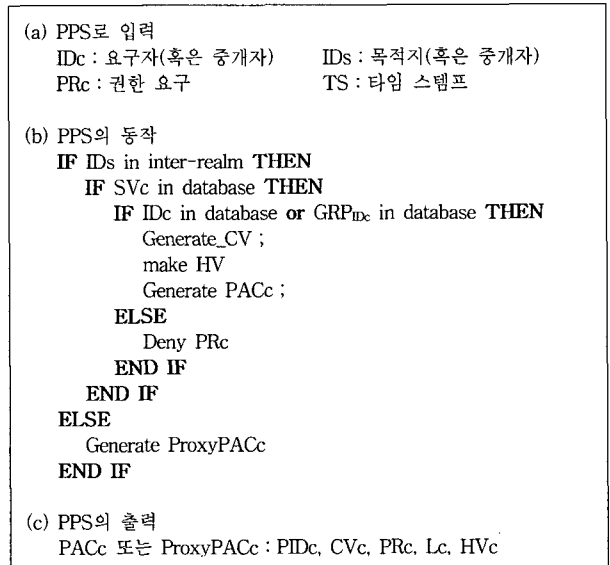 (a) PPS로 입력
IDc : 요구자(혹은 중개자) IDs : 목적지(혹은 중개자)
PRc : 권한 요구 TS : 타임 스템프
(b) PPS의 동작
IF IDs in inter-realm THEN
IF SVc in database THEN
IF IDc in database or GRP_IDc in database THEN
Generate_CV ;
make HV
Generate PACc ;
ELSE
Deny PRc
END IF
END IF
ELSE
Generate ProxyPACc
END IF
(c) PPS의 출력
PACc 또는 ProxyPACc : PIDc, CVc, PRc, Lc, HVc